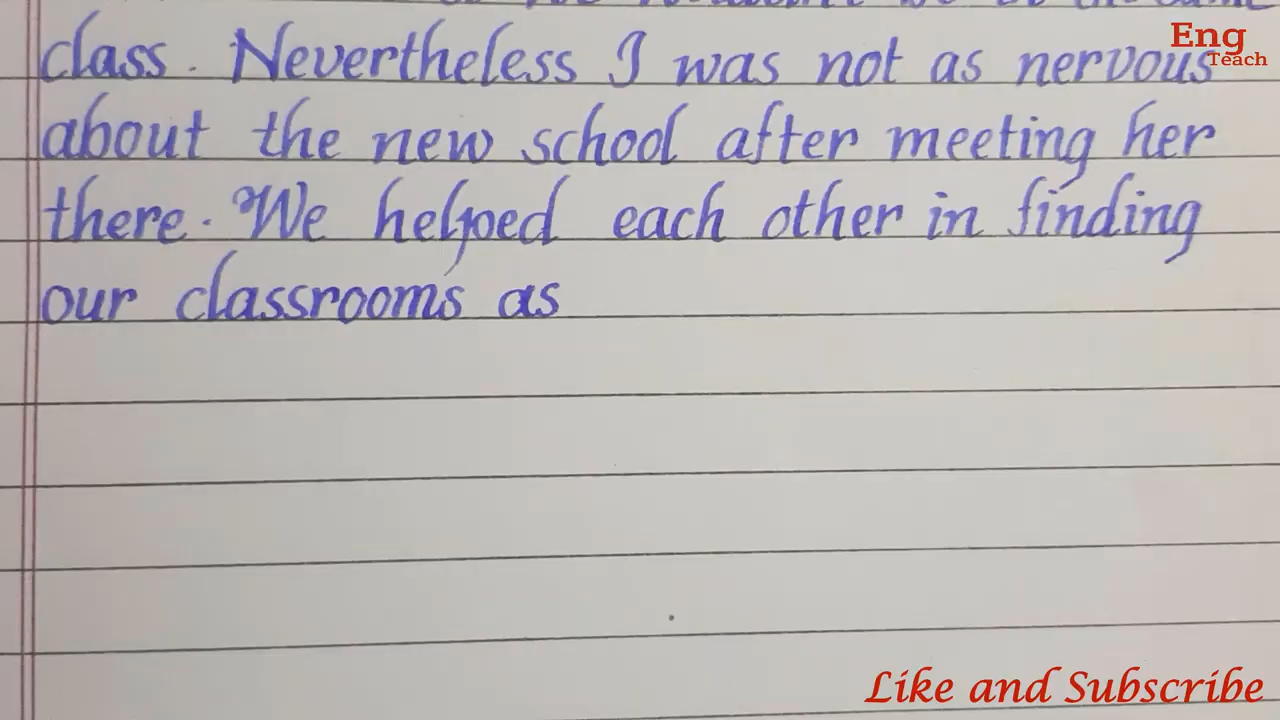 class. Nevertheless I was not as nervous
about the new school after meeting her
there. We helped each other in finding
our classrooms as
Eng
Teach
Like and Subscribe